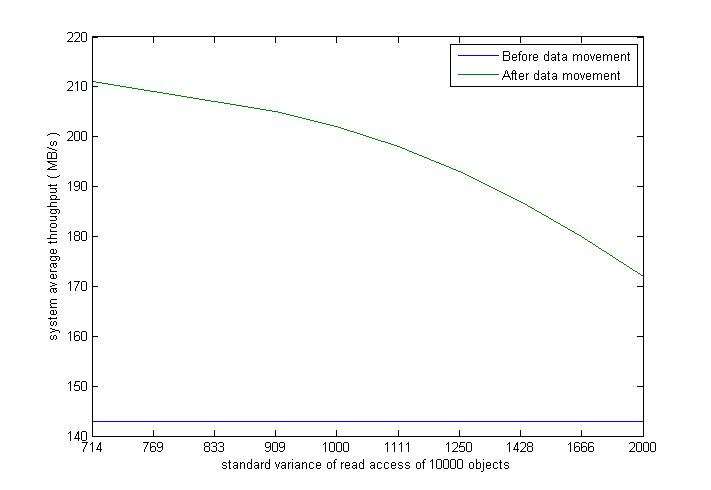 220
210
200
190
180
170
160
150
140
system average throughput ( MB/s )
Before data movement
After data movement
714 769 833 909 1000 1111 1250 1428 1666 2000
standard variance of read access of 10000 objects